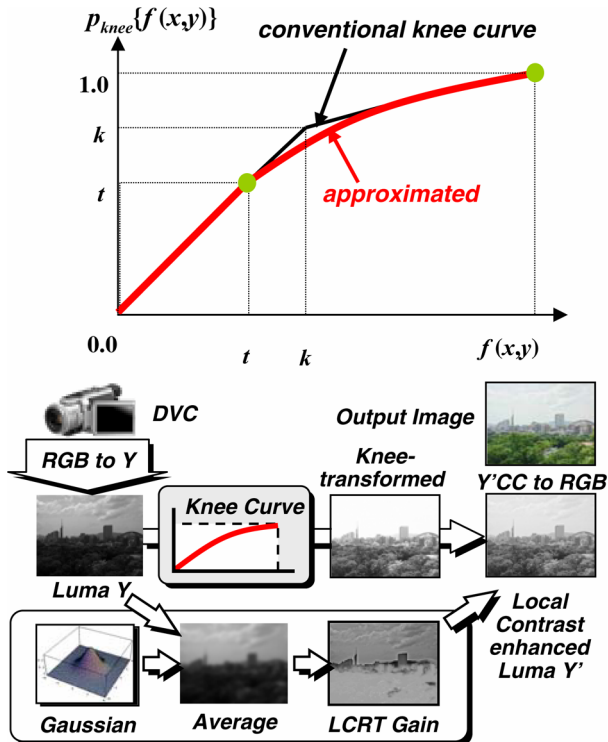 p_knee{f(x,y)}
conventional knee curve
1.0
k
t
approximated
0.0
t
k
f(x,y)
DVC
Output Image
RGB to Y
Knee-
transformed
Y'CC to RGB
Knee Curve
Luma Y
Local
Contrast
enhanced
Luma Y'
Gaussian
Average
LCRT Gain